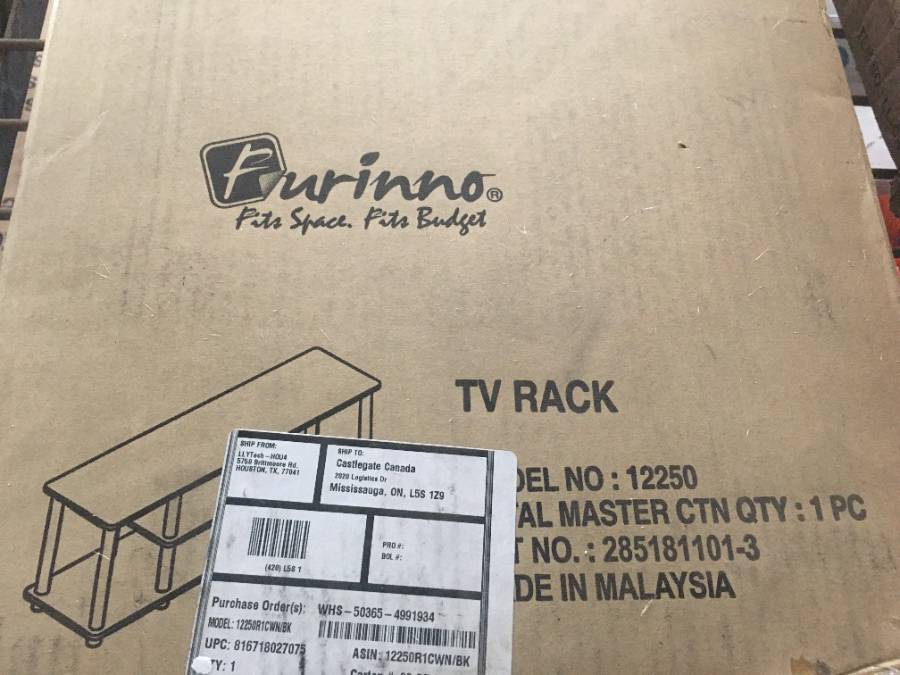 Furinno®
Fits Space. Fits Budget
TV RACK
DEL NO : 12250
TAL MASTER CTN QTY : 1 PC
T NO. : 285181101-3
DE IN MALAYSIA
SHIP FROM:
LLYTech -HOU4
5750 Brittmoore Rd.
HOUSTON, TX, 77041
SHIP TO:
Castlegate Canada
2020 Logistics Dr
Mississauga, ON, L5S 1Z9
(420) L5S 1
PRO #:
BOL #:
Purchase Order(s): WHS-50365-4991934
MODEL: 12250R1CWN/BK
UPC: 816718027075
ASIN: 12250R1CWN/BK
TY: 1